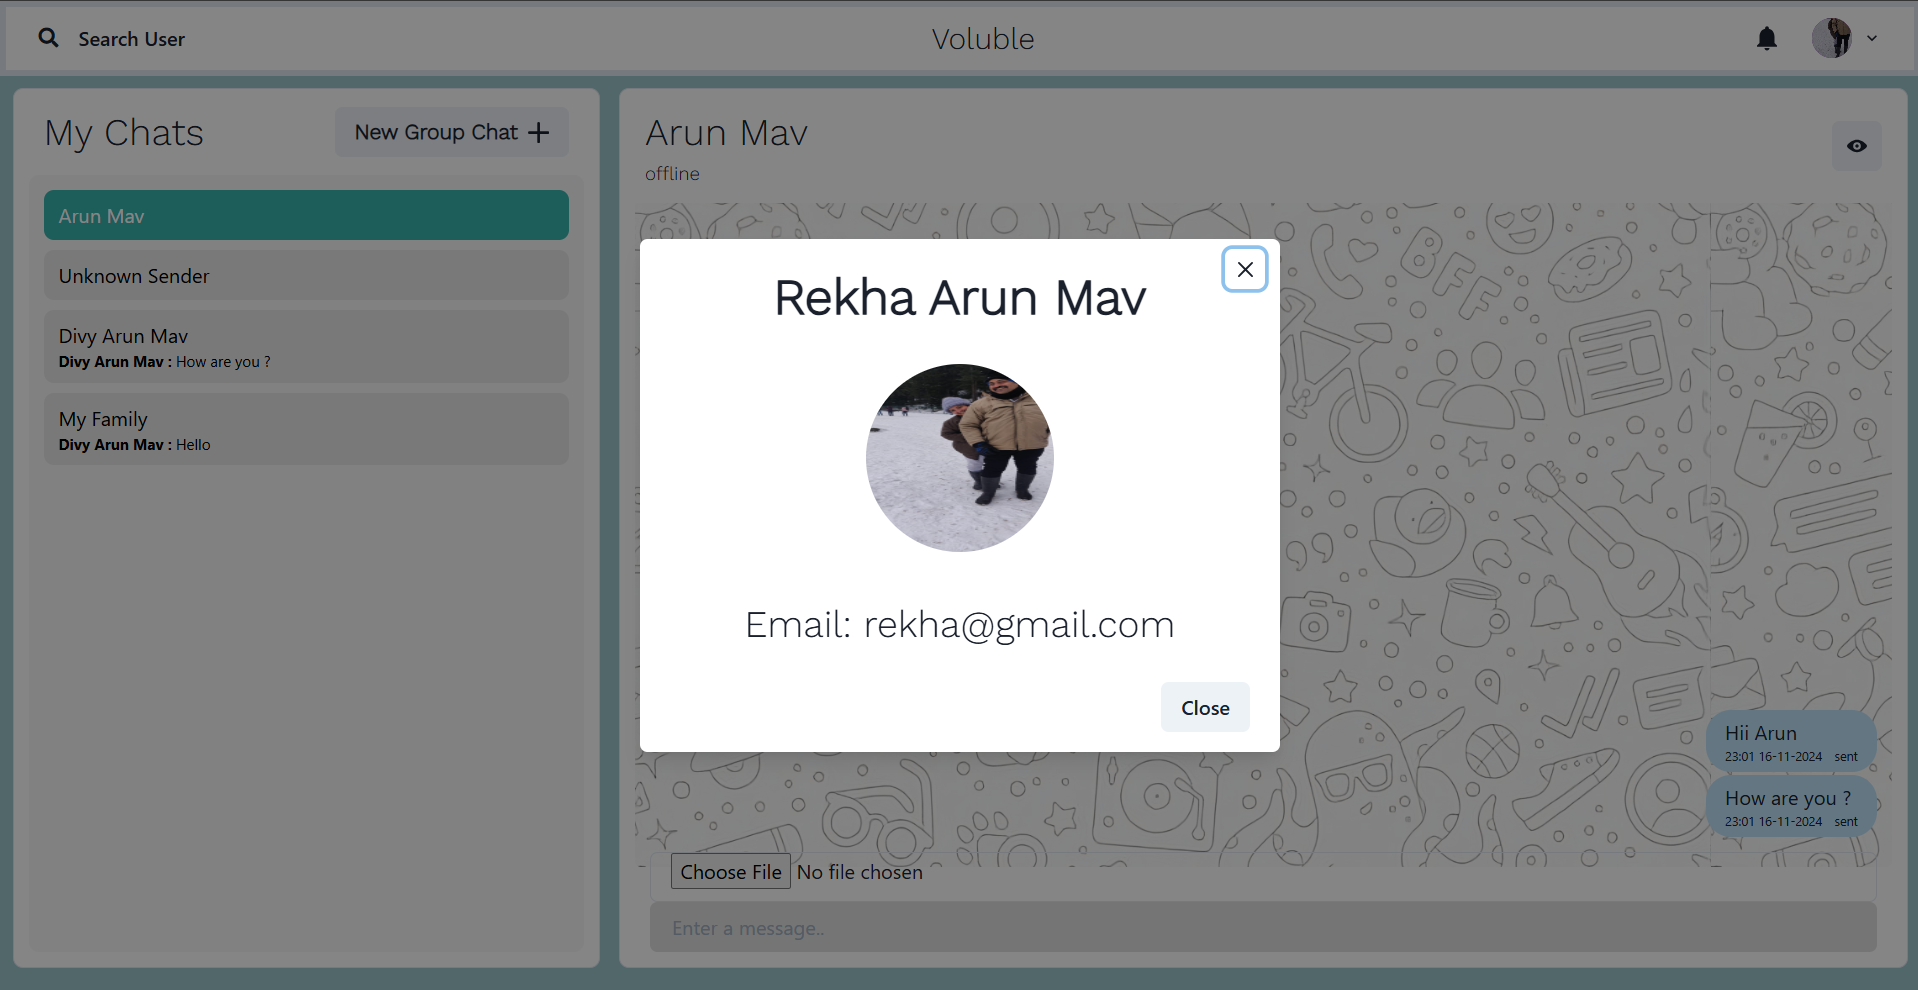 Search User
Voluble
My Chats
New Group Chat
Arun Mav
Unknown Sender
Divy Arun Mav
Divy Arun Mav : How are you ?
My Family
Divy Arun Mav : Hello
Arun Mav
offline
BFF
Rekha Arun Mav
Email: rekha@gmail.com
Close
Hii Arun
23:01 16-11-2024 sent
How are you ?
23:01 16-11-2024 sent
Choose File No file chosen
Enter a message..